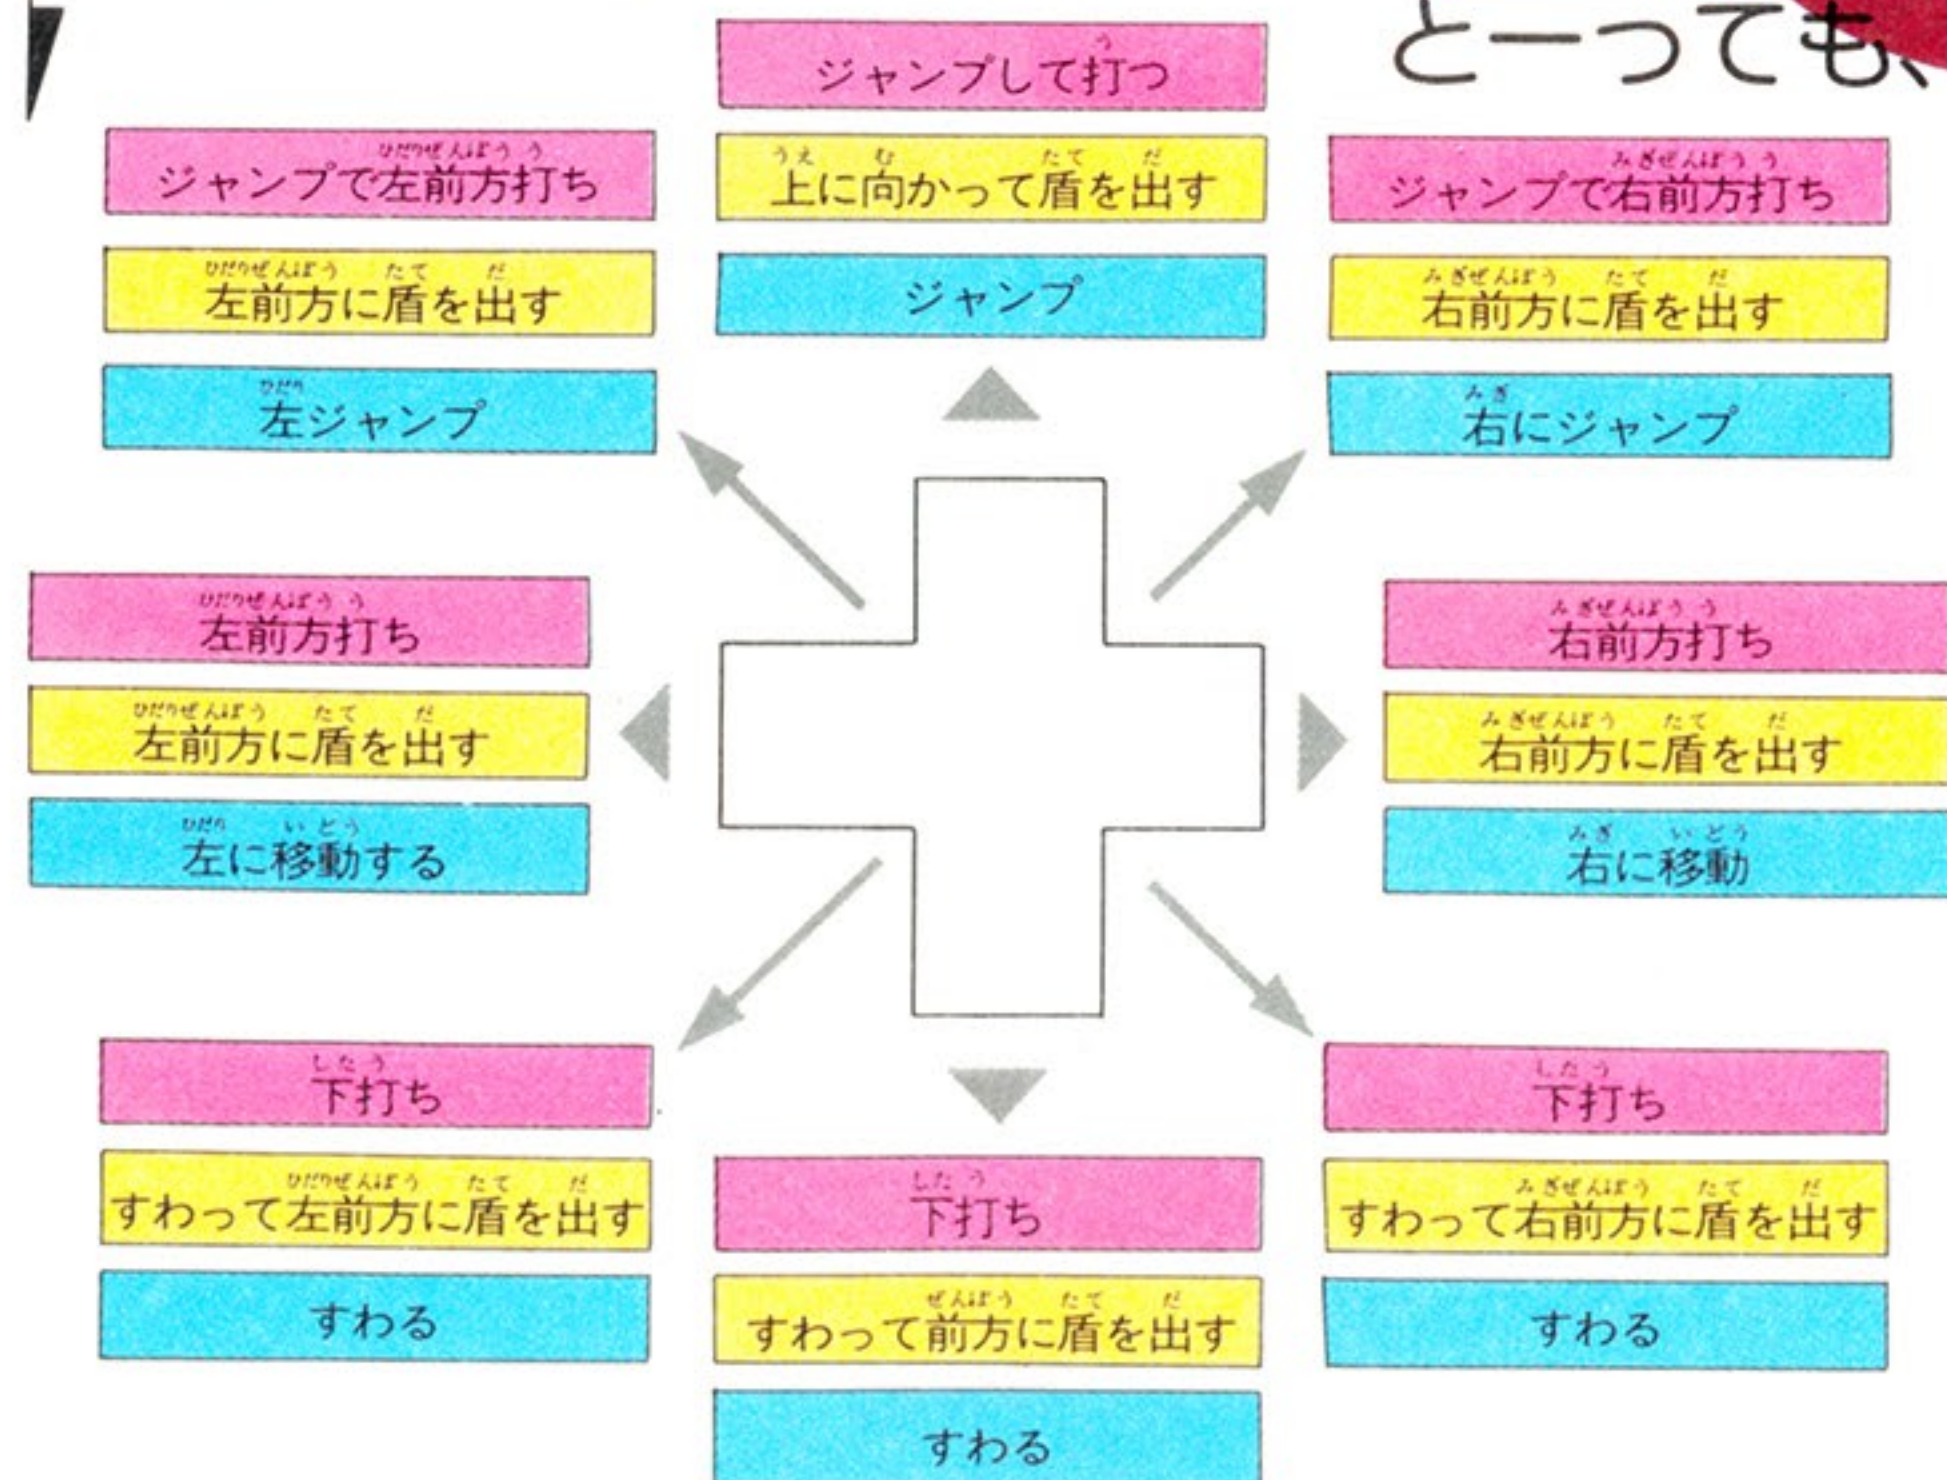 とーっても、
ジャンプして打つ
上に向かって盾を出す
ジャンプ
ジャンプで左前方打ち
左前方に盾を出す
左ジャンプ
ジャンプで右前方打ち
右前方に盾を出す
右にジャンプ
左前方打ち
左前方に盾を出す
左に移動する
右前方打ち
右前方に盾を出す
右に移動
下打ち
すわって左前方に盾を出す
すわる
下打ち
すわって前方に盾を出す
すわる
下打ち
すわって右前方に盾を出す
すわる